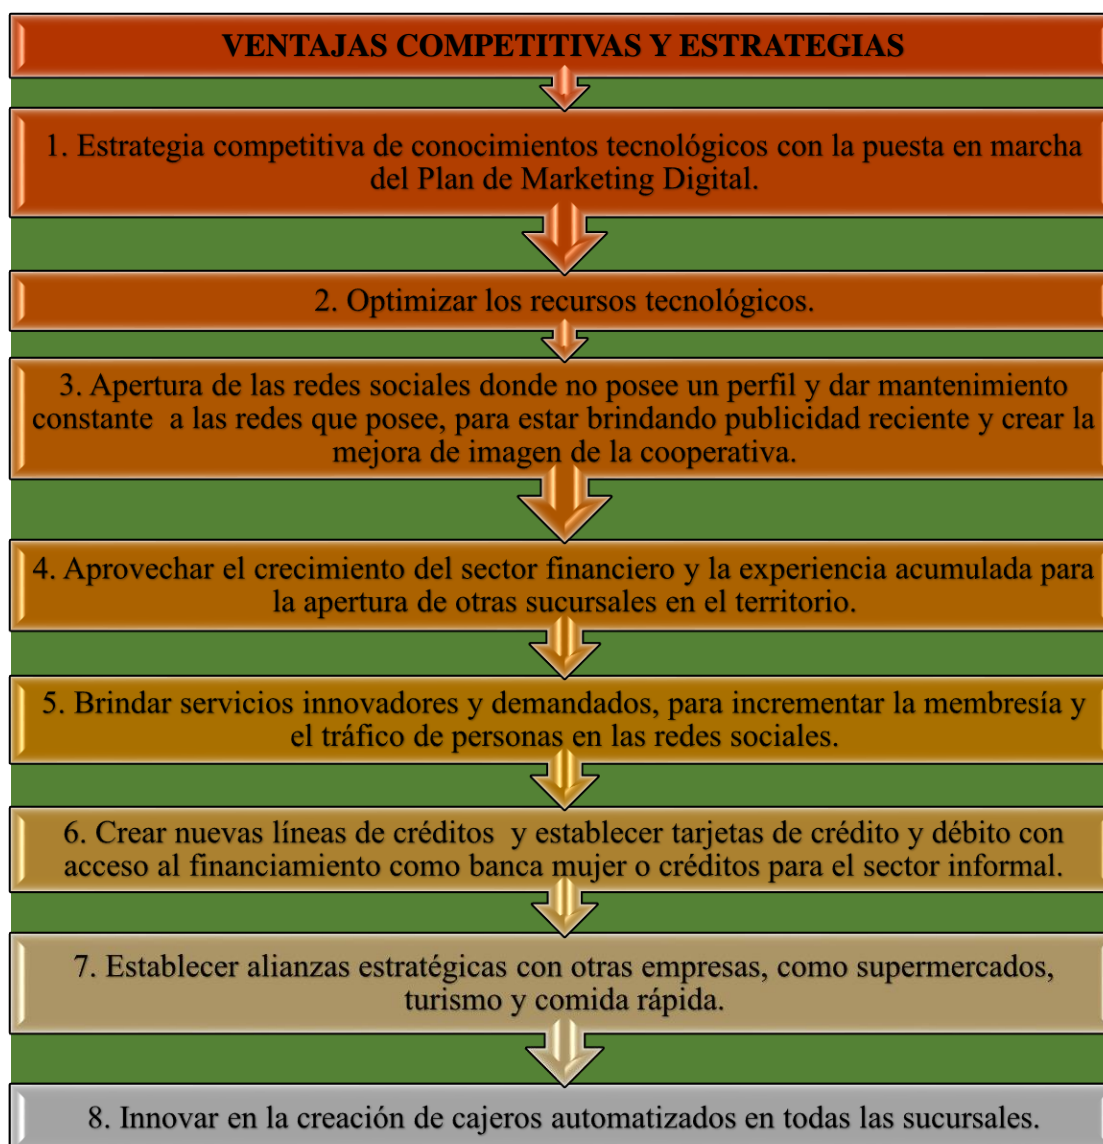 VENTAJAS COMPETITIVAS Y ESTRATEGIAS
1. Estrategia competitiva de conocimientos tecnológicos con la puesta en marcha
del Plan de Marketing Digital.
2. Optimizar los recursos tecnológicos.
3. Apertura de las redes sociales donde no posee un perfil y dar mantenimiento
constante a las redes que posee, para estar brindando publicidad reciente y crear la
mejora de imagen de la cooperativa.
4. Aprovechar el crecimiento del sector financiero y la experiencia acumulada para
la apertura de otras sucursales en el territorio.
5. Brindar servicios innovadores y demandados, para incrementar la membresía y
el tráfico de personas en las redes sociales.
6. Crear nuevas líneas de créditos y establecer tarjetas de crédito y débito con
acceso al financiamiento como banca mujer o créditos para el sector informal.
7. Establecer alianzas estratégicas con otras empresas, como supermercados,
turismo y comida rápida.
8. Innovar en la creación de cajeros automatizados en todas las sucursales.